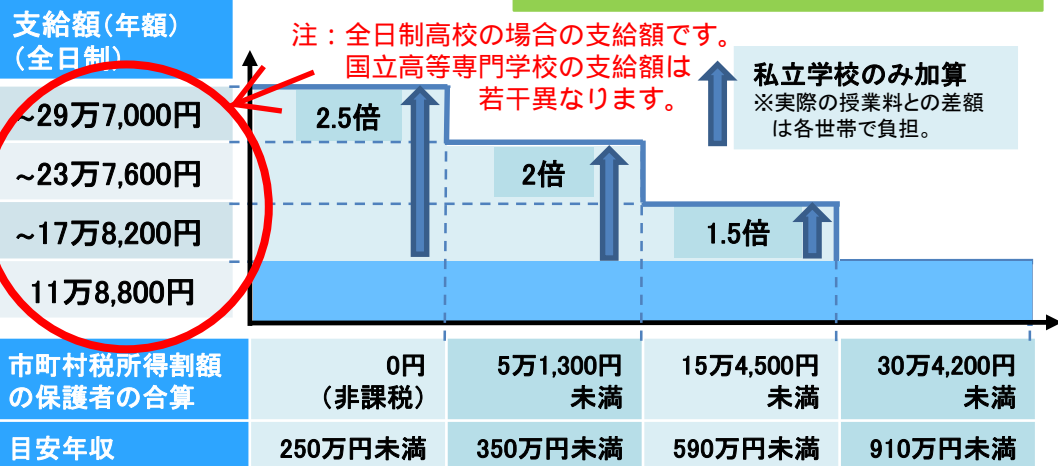 支給額(年額)
(全日制)
注：全日制高校の場合の支給額です。
国立高等専門学校の支給額は
若干異なります。
私立学校のみ加算
※実際の授業料との差額
は各世帯で負担。
~29万7,000円
2.5倍
~23万7,600円
2倍
~17万8,200円
1.5倍
11万8,800円
市町村税所得割額
の保護者の合算
0円
(非課税)
5万1,300円
未満
15万4,500円
未満
30万4,200円
未満
目安年収
250万円未満
350万円未満
590万円未満
910万円未満